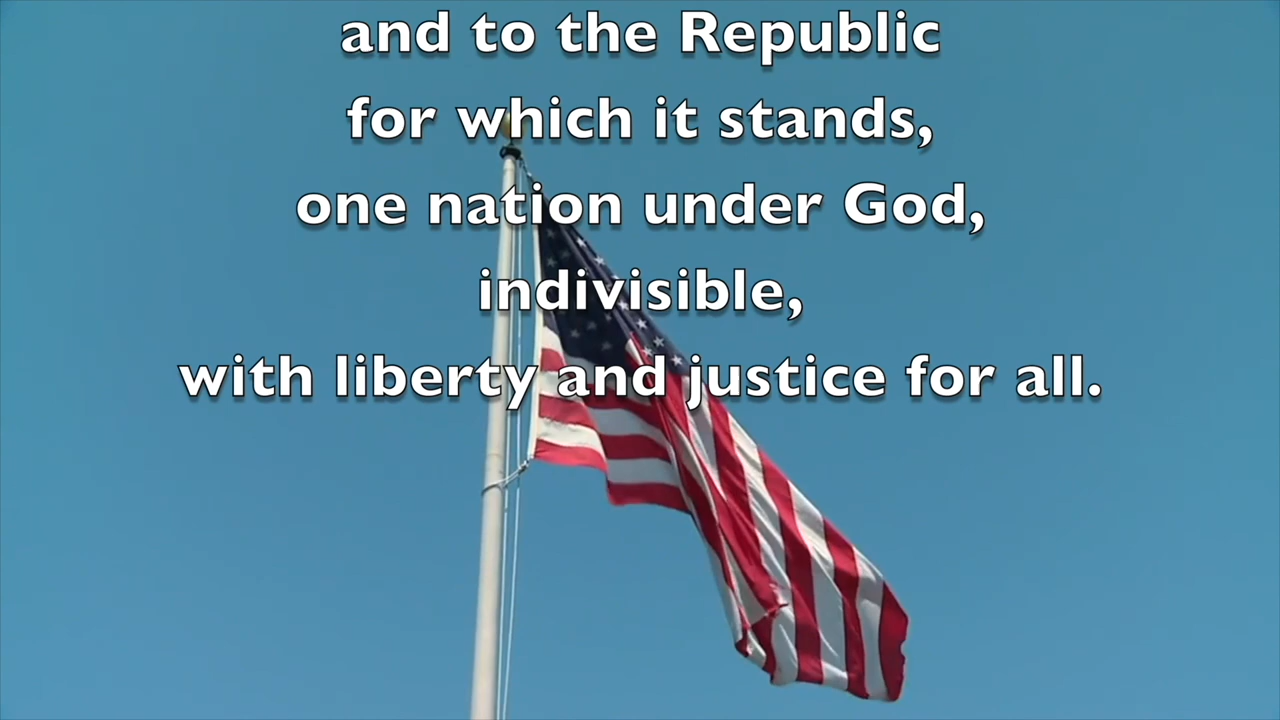 and to the Republic
for which it stands,
one nation under God,
indivisible,
with liberty and justice for all.